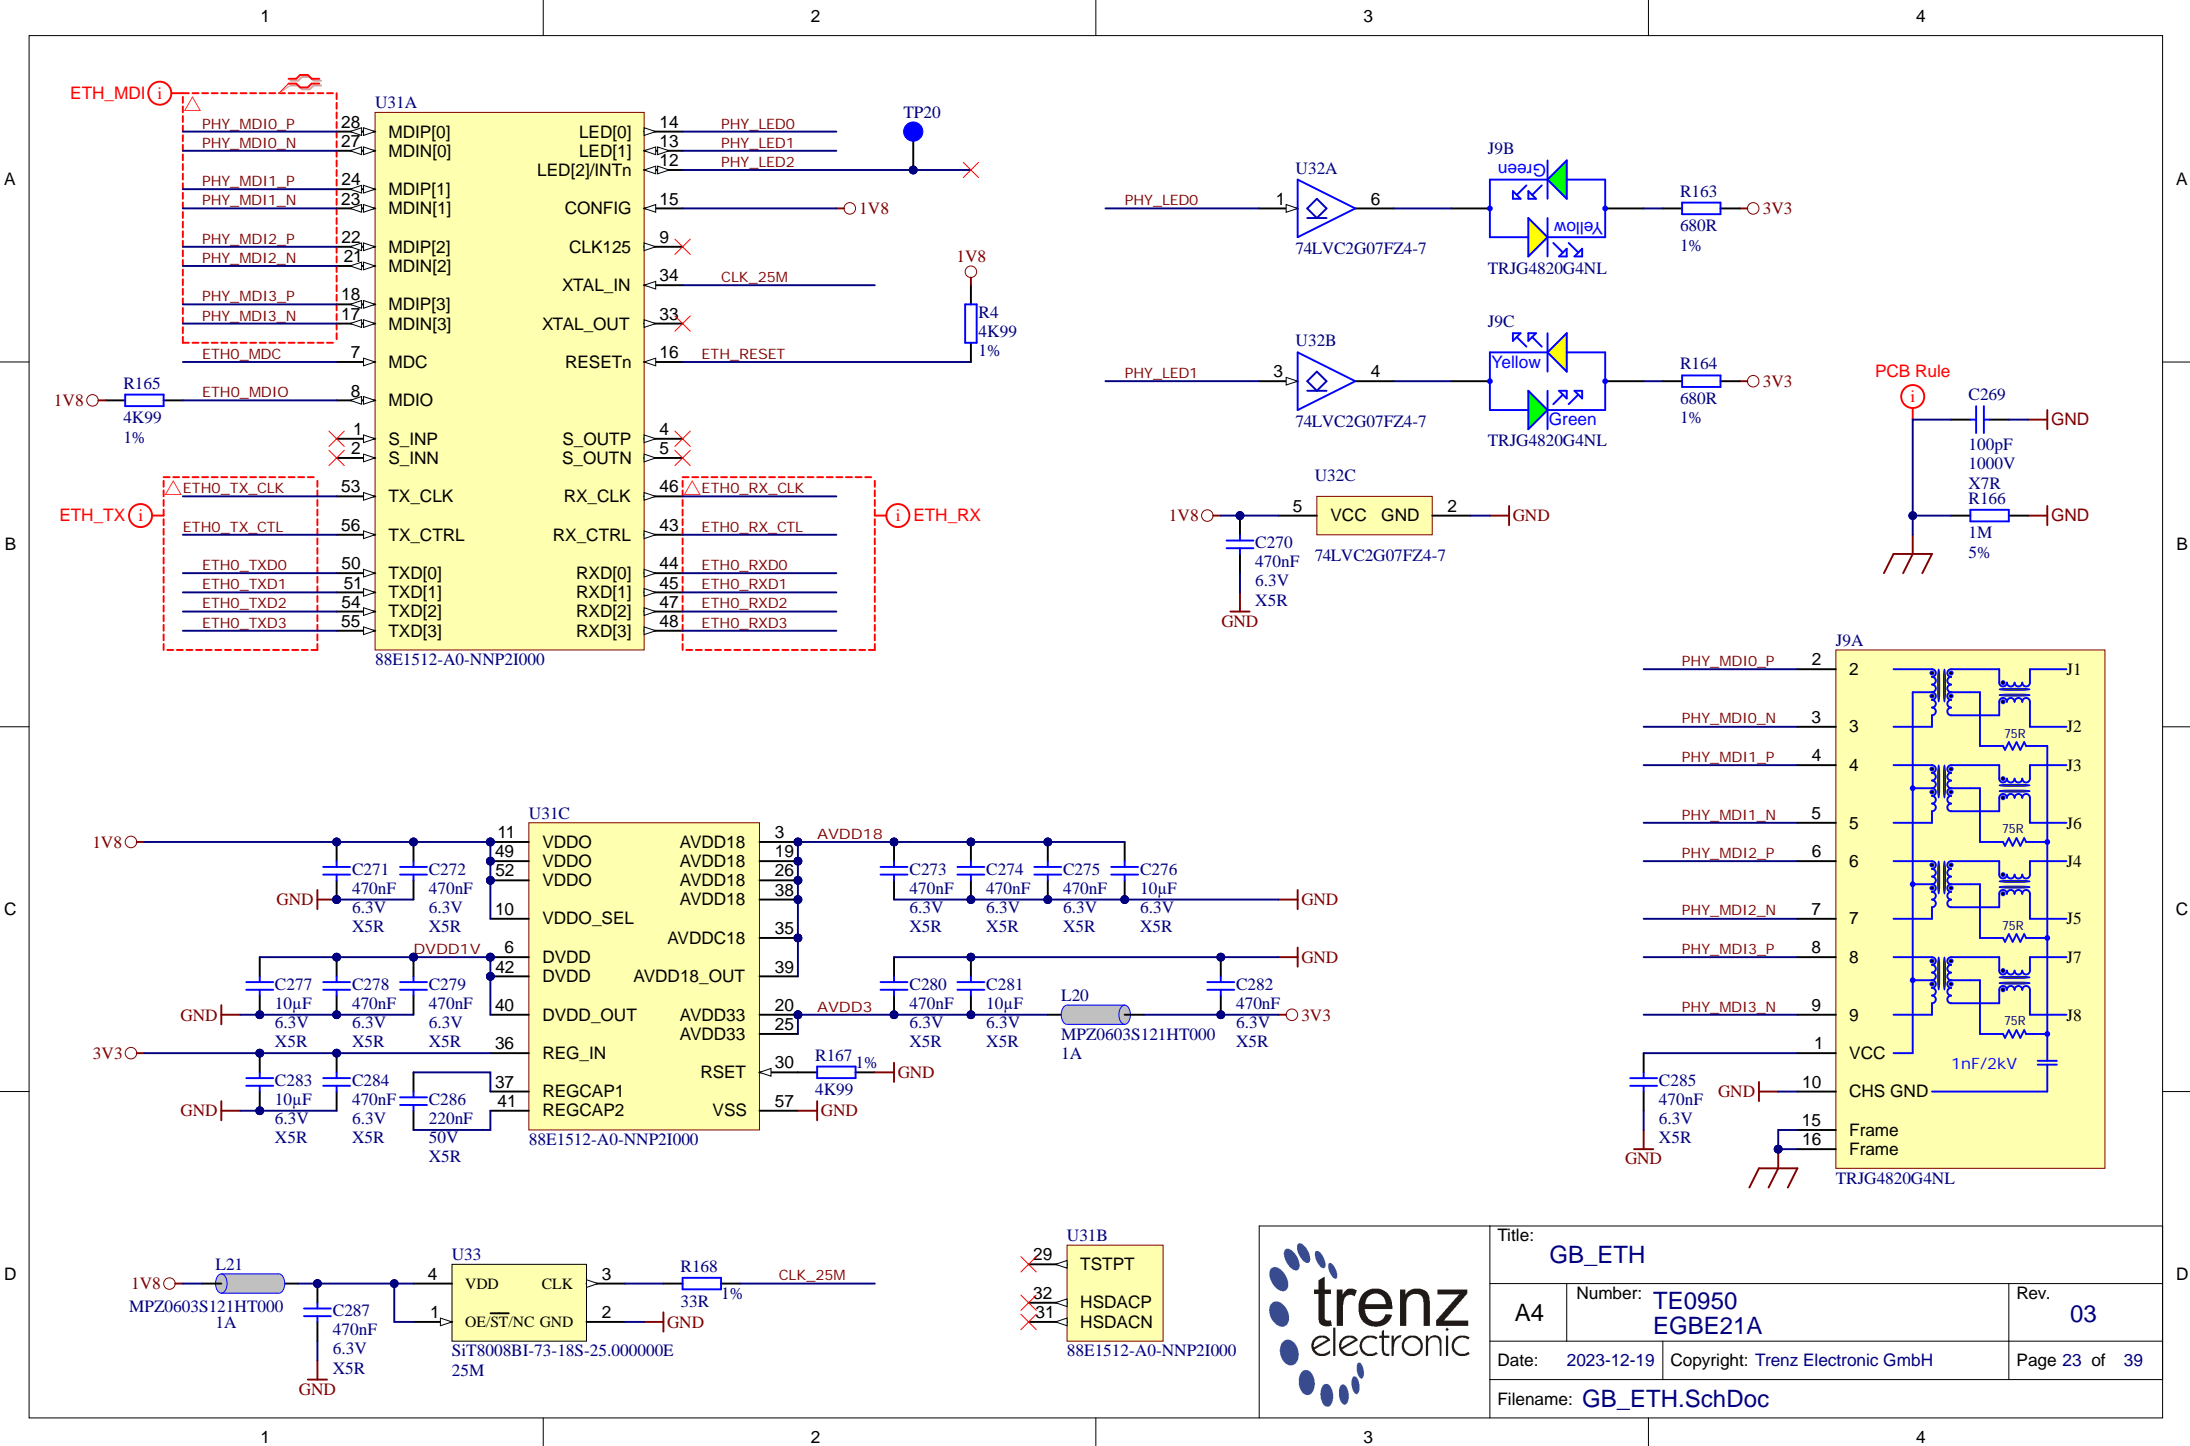 1 2 3 4
A A
B B
C C
D D
ETH_MDI i
U31A
PHY_MDI0_P 28 MDIP[0] LED[0] 14 PHY_LED0
PHY_MDI0_N 27 MDIN[0] LED[1] 13 PHY_LED1
LED[2]/INTn 12 PHY_LED2
TP20
PHY_MDI1_P 24 MDIP[1]
PHY_MDI1_N 23 MDIN[1] CONFIG 15 1V8
PHY_MDI2_P 22 MDIP[2] CLK125 9
PHY_MDI2_N 21 MDIN[2]
XTAL_IN 34 CLK_25M
PHY_MDI3_P 18 MDIP[3]
PHY_MDI3_N 17 MDIN[3] XTAL_OUT 33
ETH0_MDC 7 MDC RESETn 16 ETH_RESET
1V8
R4
4K99
1%
1V8 R165 ETH0_MDIO 8 MDIO
4K99
1%
1 S_INP S_OUTP 4
2 S_INN S_OUTN 5
ETH_TX i
ETH0_TX_CLK 53 TX_CLK RX_CLK 46 ETH0_RX_CLK
i ETH_RX
ETH0_TX_CTL 56 TX_CTRL RX_CTRL 43 ETH0_RX_CTL
ETH0_TXD0 50 TXD[0] RXD[0] 44 ETH0_RXD0
ETH0_TXD1 51 TXD[1] RXD[1] 45 ETH0_RXD1
ETH0_TXD2 54 TXD[2] RXD[2] 47 ETH0_RXD2
ETH0_TXD3 55 TXD[3] RXD[3] 48 ETH0_RXD3
88E1512-A0-NNP2I000
U32A
PHY_LED0 1 6
74LVC2G07FZ4-7
J9B
Green
Yellow
TRJG4820G4NL
R163
680R
1%
3V3
U32B
PHY_LED1 3 4
74LVC2G07FZ4-7
J9C
Yellow
Green
TRJG4820G4NL
R164
680R
1%
3V3
U32C
1V8 5 VCC GND 2 GND
74LVC2G07FZ4-7
C270
470nF
6.3V
X5R
GND
PCB Rule
i
C269
100pF
1000V
X7R
GND
R166
1M
5%
GND
J9A
PHY_MDI0_P 2 2 J1
PHY_MDI0_N 3 3 J2
75R
PHY_MDI1_P 4 4 J3
PHY_MDI1_N 5 5 J6
75R
PHY_MDI2_P 6 6 J4
PHY_MDI2_N 7 7 J5
75R
PHY_MDI3_P 8 8 J7
PHY_MDI3_N 9 9 J8
75R
1 VCC
1nF/2kV
GND 10 CHS GND
15 Frame
16 Frame
TRJG4820G4NL
C285
470nF
6.3V
X5R
GND
U31C
1V8 11 VDDO AVDD18 3 AVDD18
49 VDDO AVDD18 19
52 VDDO AVDD18 26
AVDD18 38
10 VDDO_SEL
AVDDC18 35
DVDD1V 6 DVDD
42 DVDD AVDD18_OUT 39
40 DVDD_OUT AVDD33 20 AVDD3
AVDD33 25
3V3 36 REG_IN
RSET 30 R167 1% GND
4K99
37 REGCAP1
41 REGCAP2 VSS 57 GND
88E1512-A0-NNP2I000
C271
470nF
6.3V
X5R
C272
470nF
6.3V
X5R
GND
C277
10µF
6.3V
X5R
C278
470nF
6.3V
X5R
C279
470nF
6.3V
X5R
GND
C283
10µF
6.3V
X5R
C284
470nF
6.3V
X5R
GND
C286
220nF
50V
X5R
C273
470nF
6.3V
X5R
C274
470nF
6.3V
X5R
C275
470nF
6.3V
X5R
C276
10µF
6.3V
X5R
GND
GND
C280
470nF
6.3V
X5R
C281
10µF
6.3V
X5R
L20
MPZ0603S121HT000
1A
C282
470nF
6.3V
X5R
3V3
1V8 L21
MPZ0603S121HT000
1A
C287
470nF
6.3V
X5R
GND
U33
4 VDD CLK 3
1 OE/ST/NC GND 2 GND
SiT8008BI-73-18S-25.000000E
25M
R168
33R
1%
CLK_25M
U31B
29 TSTPT
32 HSDACP
31 HSDACN
88E1512-A0-NNP2I000
trenz
electronic
Title:
GB_ETH
A4
Number: TE0950
EGBE21A
Rev.
03
Date: 2023-12-19 Copyright: Trenz Electronic GmbH Page 23 of 39
Filename: GB_ETH.SchDoc
1 2 3 4